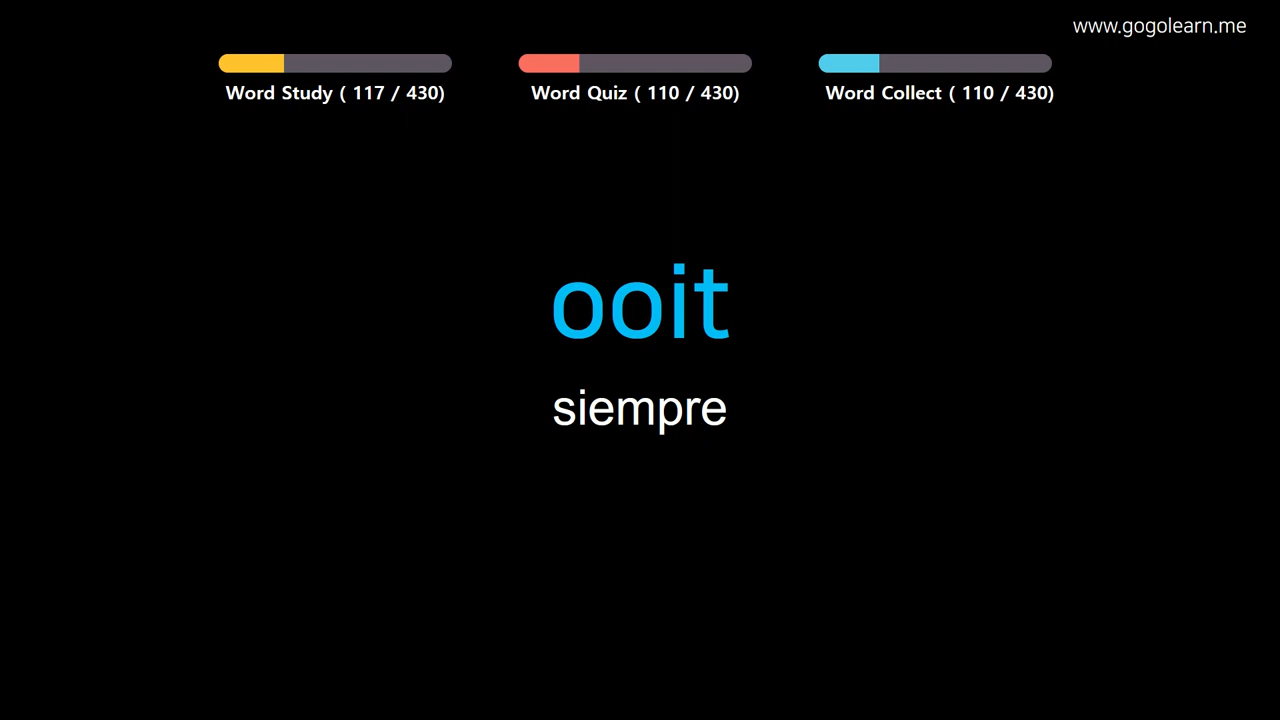 www.gogolearn.me
Word Study ( 117 / 430)
Word Quiz ( 110 / 430)
Word Collect ( 110 / 430)
ooit
siempre